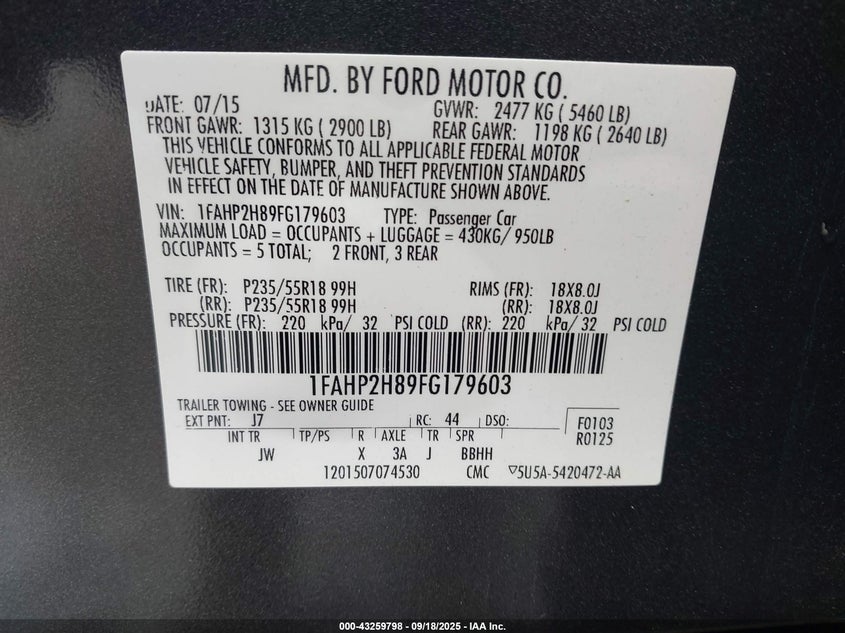 MFD. BY FORD MOTOR CO.
DATE: 07/15 GVWR: 2477 KG ( 5460 LB)
FRONT GAWR: 1315 KG ( 2900 LB) REAR GAWR: 1198 KG ( 2640 LB)
THIS VEHICLE CONFORMS TO ALL APPLICABLE FEDERAL MOTOR
VEHICLE SAFETY, BUMPER, AND THEFT PREVENTION STANDARDS
IN EFFECT ON THE DATE OF MANUFACTURE SHOWN ABOVE.
VIN: 1FAHP2H89FG179603 TYPE: Passenger Car
MAXIMUM LOAD = OCCUPANTS + LUGGAGE = 430KG/ 950LB
OCCUPANTS = 5 TOTAL; 2 FRONT, 3 REAR
TIRE (FR): P235/55R18 99H RIMS (FR): 18X8.0J
(RR): P235/55R18 99H (RR): 18X8.0J
PRESSURE (FR): 220 kPa/ 32 PSI COLD (RR): 220 kPa/ 32 PSI COLD
1FAHP2H89FG179603
TRAILER TOWING - SEE OWNER GUIDE
EXT PNT: J7 RC: 44 DSO: F0103
INT TR TP/PS R AXLE TR SPR R0125
JW X 3A J BBHH
1201507074530 CMC ▽5U5A-5420472-AA
000-43259798 - 09/18/2025 - IAA Inc.